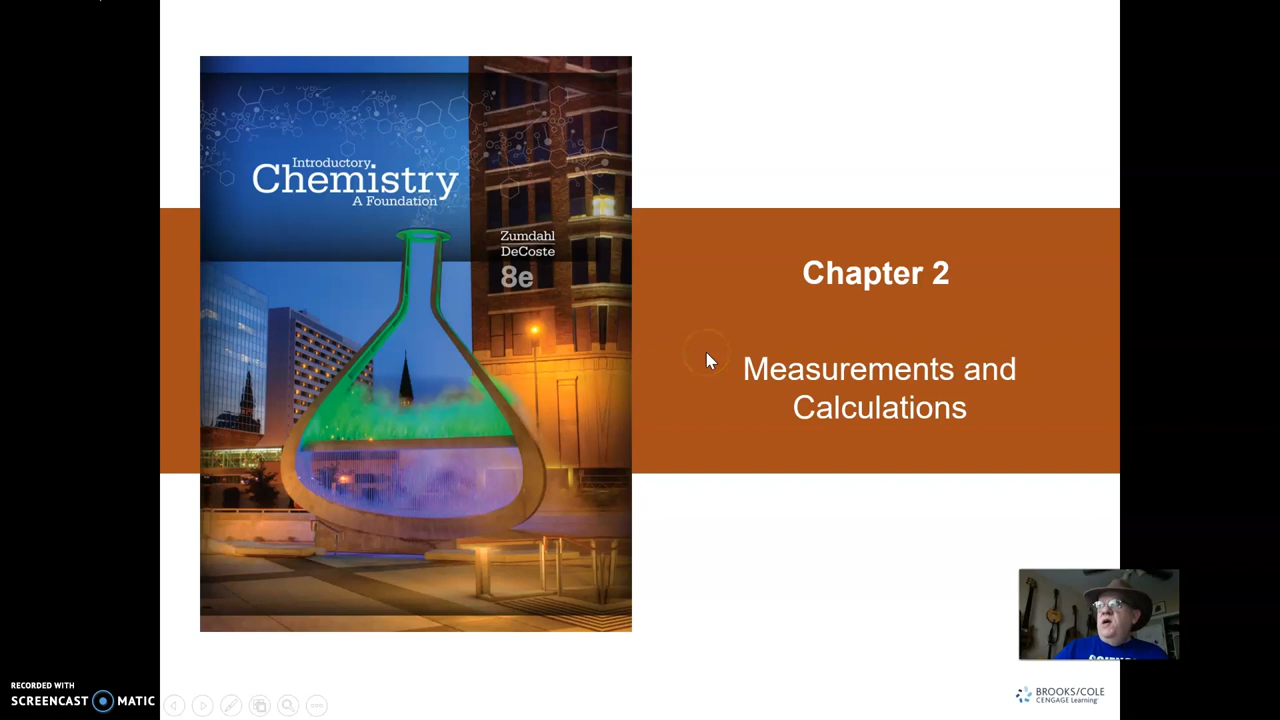 Introductory
Chemistry
A Foundation
Zumdahl
DeCoste
8e
Chapter 2
Measurements and
Calculations
RECORDED WITH
SCREENCAST MATIC
BROOKS/COLE
CENGAGE Learning